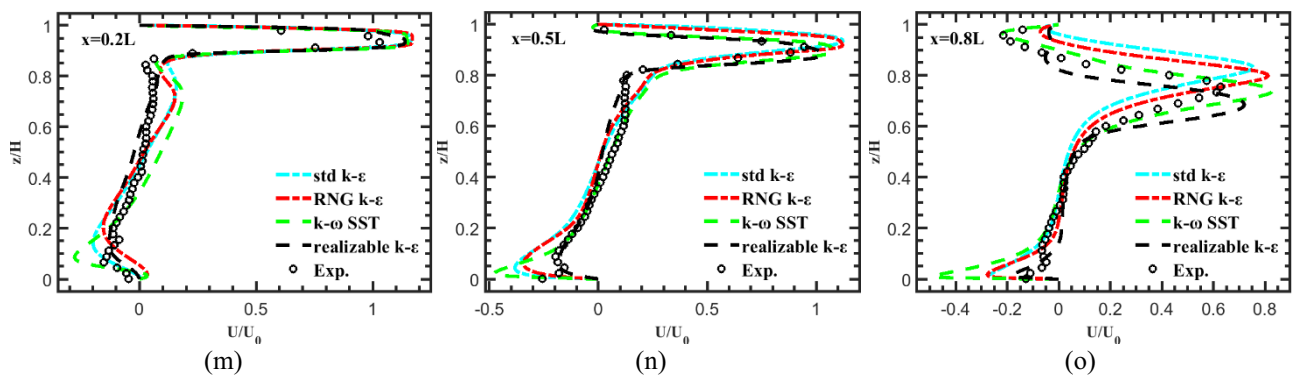 x=0.2L
1
0.8
0.6
0.4
0.2
0
z/H
std k-ε
RNG k-ε
k-ω SST
realizable k-ε
Exp.
0 0.5 1
U/U0
(m)
x=0.5L
1
0.8
0.6
0.4
0.2
0
z/H
std k-ε
RNG k-ε
k-ω SST
realizable k-ε
Exp.
-0.5 0 0.5 1
U/U0
(n)
x=0.8L
1
0.8
0.6
0.4
0.2
0
z/H
std k-ε
RNG k-ε
k-ω SST
realizable k-ε
Exp.
-0.4 -0.2 0 0.2 0.4 0.6 0.8
U/U0
(o)